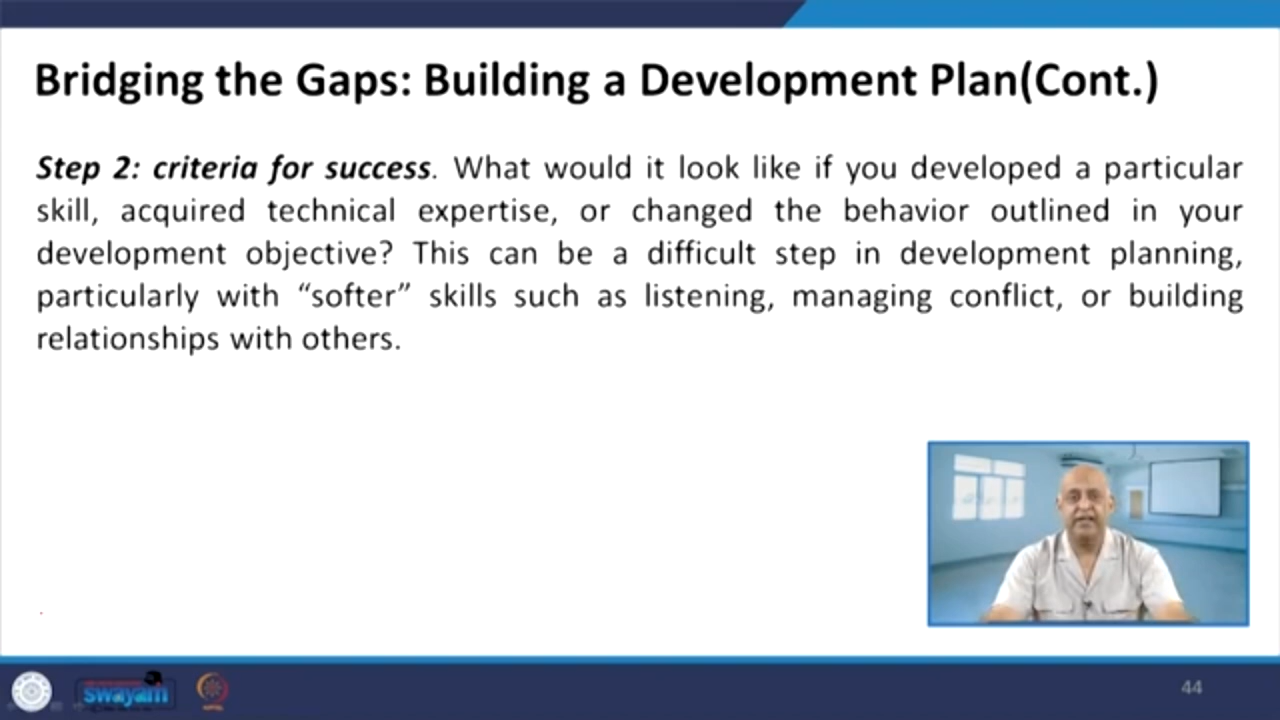 Bridging the Gaps: Building a Development Plan(Cont.)
Step 2: criteria for success. What would it look like if you developed a particular
skill, acquired technical expertise, or changed the behavior outlined in your
development objective? This can be a difficult step in development planning,
particularly with “softer” skills such as listening, managing conflict, or building
relationships with others.
swayam
44